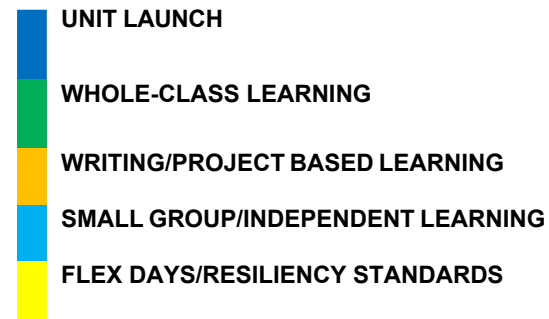 UNIT LAUNCH
WHOLE-CLASS LEARNING
WRITING/PROJECT BASED LEARNING
SMALL GROUP/INDEPENDENT LEARNING
FLEX DAYS/RESILIENCY STANDARDS